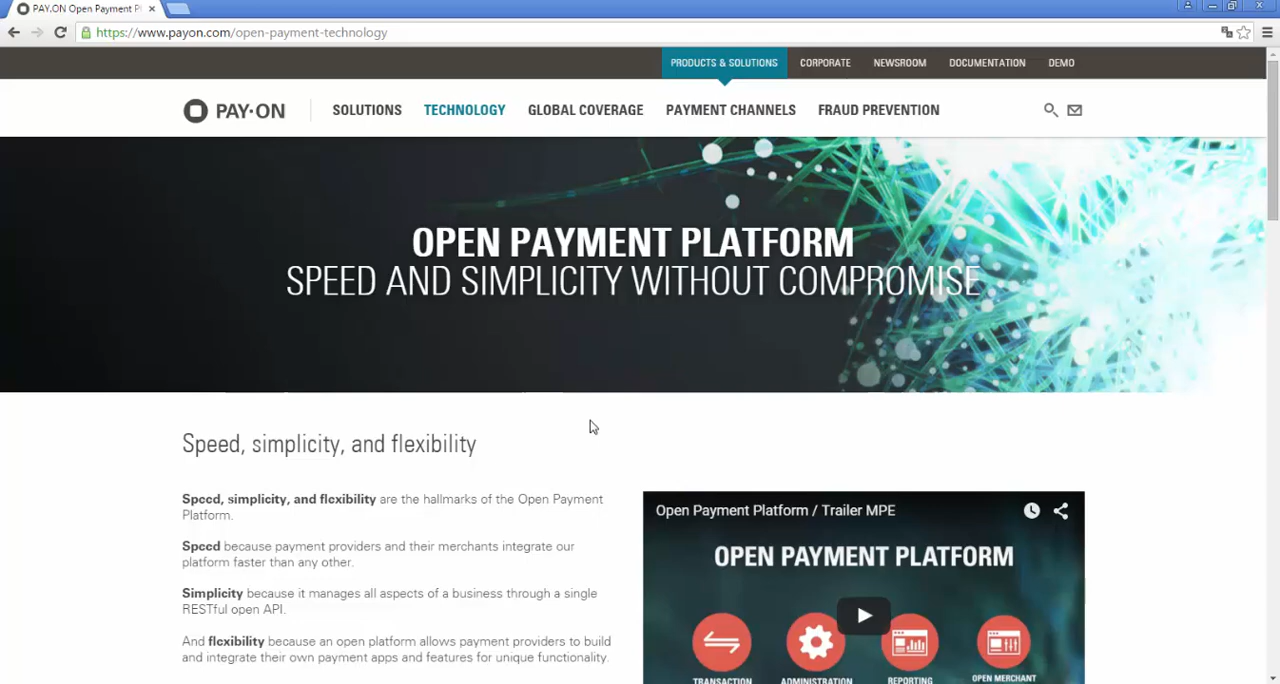 PAY.ON Open Payment P
https://www.payon.com/open-payment-technology
PRODUCTS & SOLUTIONS CORPORATE NEWSROOM DOCUMENTATION DEMO
PAY·ON SOLUTIONS TECHNOLOGY GLOBAL COVERAGE PAYMENT CHANNELS FRAUD PREVENTION
OPEN PAYMENT PLATFORM
SPEED AND SIMPLICITY WITHOUT COMPROMISE
Speed, simplicity, and flexibility
Speed, simplicity, and flexibility are the hallmarks of the Open Payment
Platform.
Speed because payment providers and their merchants integrate our
platform faster than any other.
Simplicity because it manages all aspects of a business through a single
RESTful open API.
And flexibility because an open platform allows payment providers to build
and integrate their own payment apps and features for unique functionality.
Open Payment Platform / Trailer MPE
OPEN PAYMENT PLATFORM
TRANSACTION ADMINISTRATION REPORTING OPEN MERCHANT